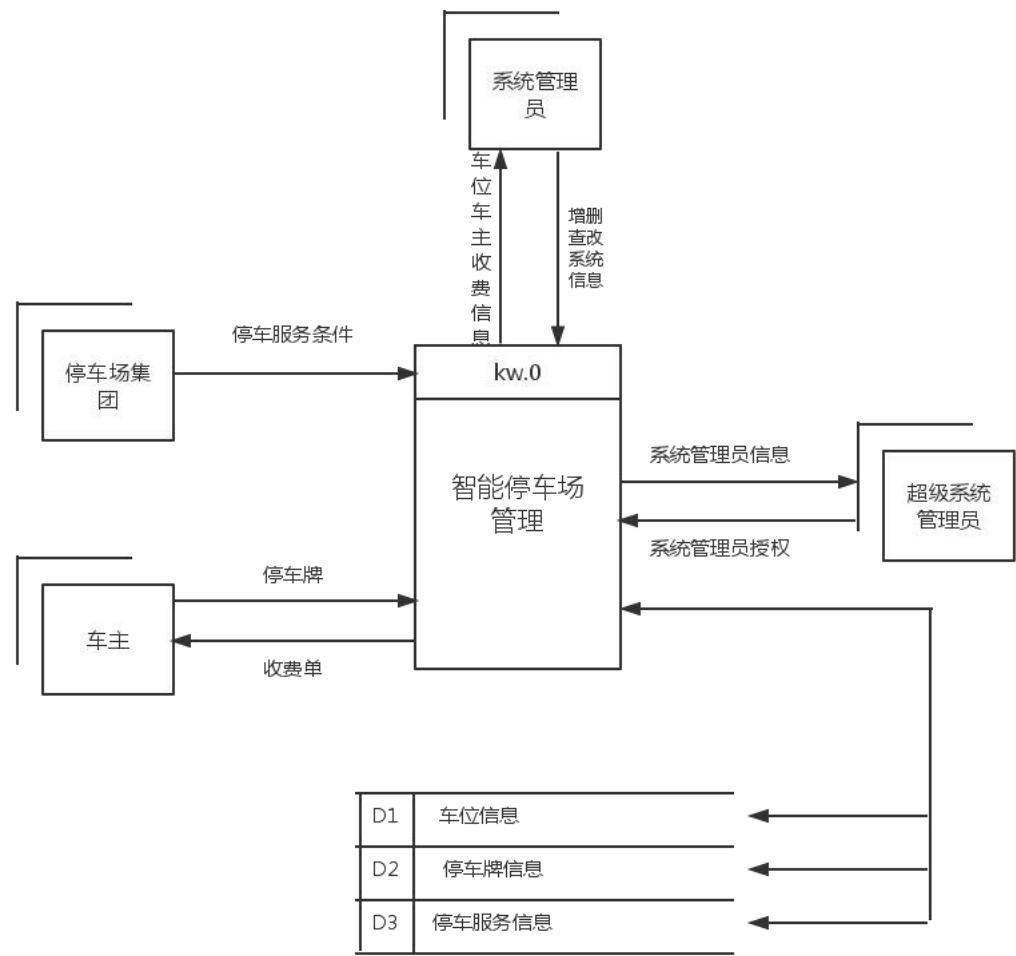 系统管理
员
车
位
车
主
收
费
信
息
增删
查改
系统
信息
停车服务条件
停车场集
团
kw.0
智能停车场
管理
系统管理员信息
超级系统
管理员
系统管理员授权
停车牌
车主
收费单
D1 车位信息
D2 停车牌信息
D3 停车服务信息